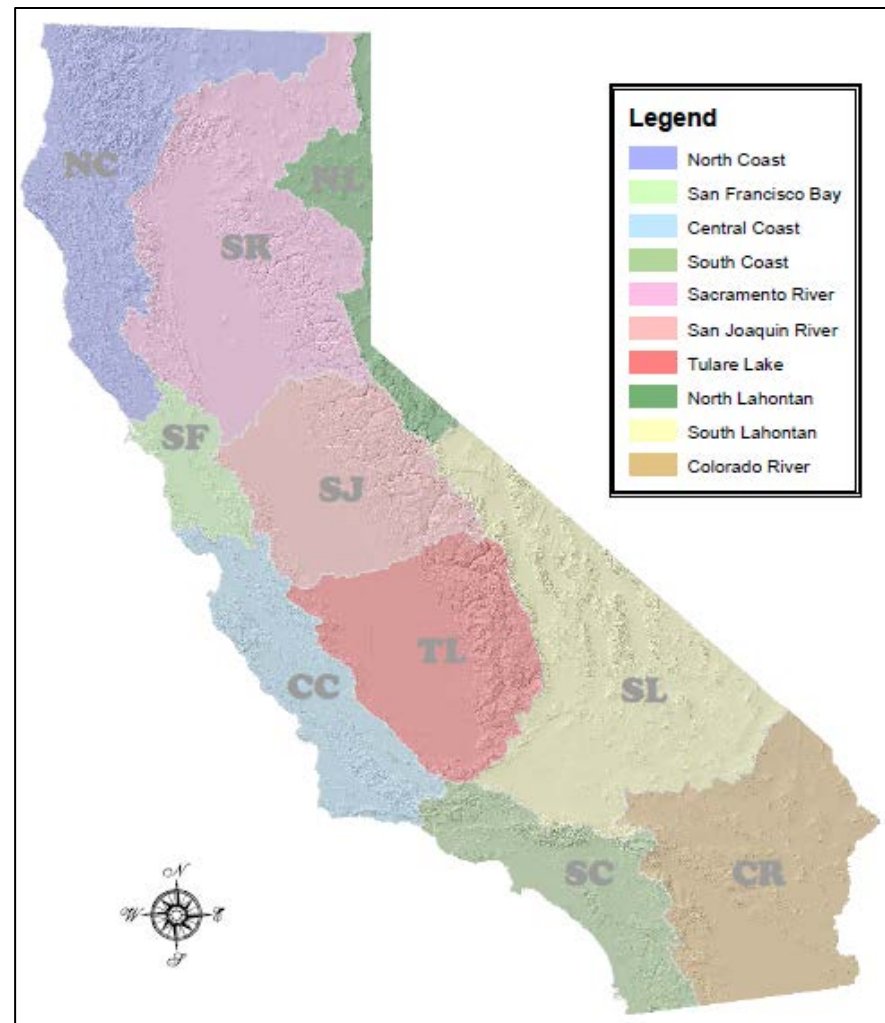 Legend
North Coast
San Francisco Bay
Central Coast
South Coast
Sacramento River
San Joaquin River
Tulare Lake
North Lahontan
South Lahontan
Colorado River
NC
NL
SR
SF
SJ
TL
CC
SL
SC
CR
N
W E
S